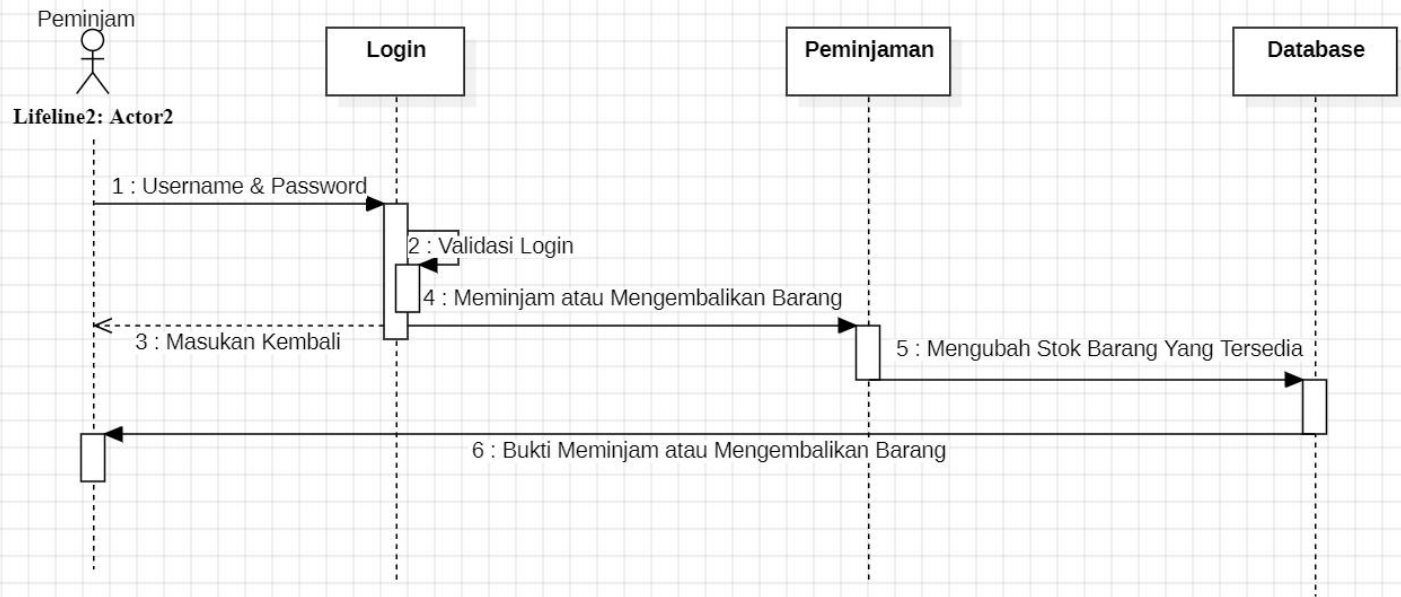 Peminjam
Login
Peminjaman
Database
Lifeline2: Actor2
1 : Username & Password
2 : Validasi Login
4 : Meminjam atau Mengembalikan Barang
3 : Masukan Kembali
5 : Mengubah Stok Barang Yang Tersedia
6 : Bukti Meminjam atau Mengembalikan Barang